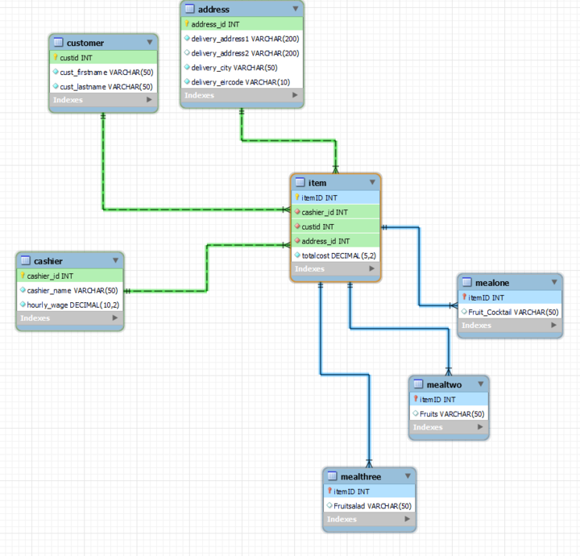 address
address_id INT
delivery_address1 VARCHAR(200)
delivery_address2 VARCHAR(200)
delivery_city VARCHAR(50)
delivery_eircode VARCHAR(10)
Indexes
customer
custid INT
cust_firstname VARCHAR(50)
cust_lastname VARCHAR(50)
Indexes
item
itemID INT
cashier_id INT
custid INT
address_id INT
totalcost DECIMAL(5,2)
Indexes
cashier
cashier_id INT
cashier_name VARCHAR(50)
hourly_wage DECIMAL(10,2)
Indexes
mealone
itemID INT
Fruit_Cocktail VARCHAR(50)
Indexes
mealtwo
itemID INT
Fruits VARCHAR(50)
Indexes
mealthree
itemID INT
Fruitsalad VARCHAR(50)
Indexes